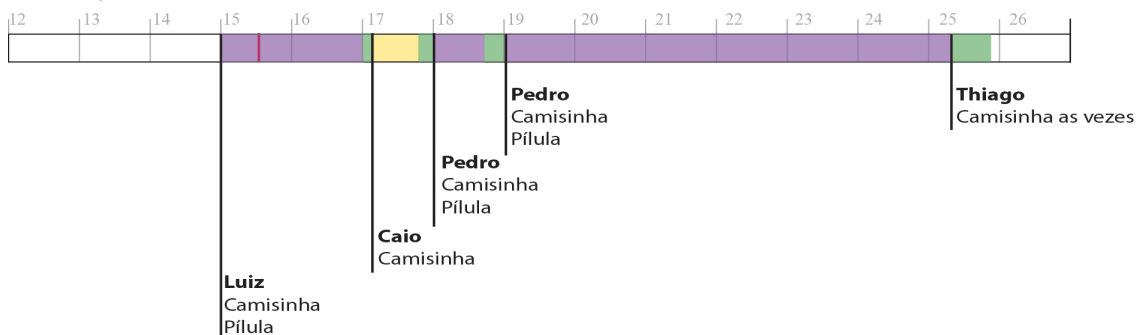 12 13 14 15 16 17 18 19 20 21 22 23 24 25 26
Pedro
Camisinha
Pílula
Thiago
Camisinha as vezes
Pedro
Camisinha
Pílula
Caio
Camisinha
Luiz
Camisinha
Pílula